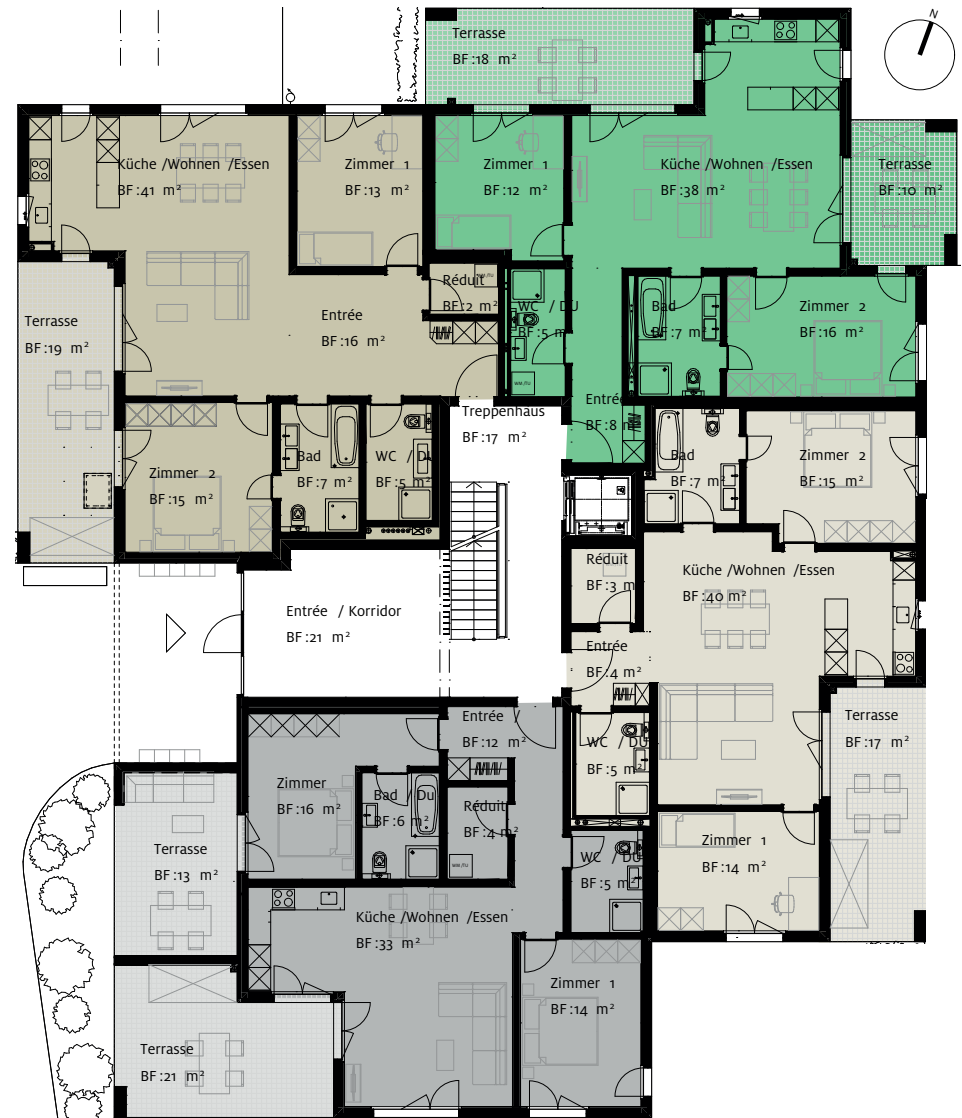 N
Terrasse
BF:18 m²
Küche /Wohnen /Essen
BF:41 m²
Zimmer 1
BF:13 m²
Zimmer 1
BF:12 m²
Küche /Wohnen /Essen
BF:38 m²
Terrasse
BF:10 m²
Réduit
BF:2 m²
WM./TU
Terrasse
BF:19 m²
Entrée
BF:16 m²
WC / DU
BF:5 m²
WM./TU
Bad
BF:7 m²
Zimmer 2
BF:16 m²
Entrée
BF:8 m²
Treppenhaus
BF:17 m²
Zimmer 2
BF:15 m²
Bad
BF:7 m²
WC / DU
BF:5 m²
Bad
BF:7 m²
Zimmer 2
BF:15 m²
Réduit
BF:3 m
Küche /Wohnen /Essen
BF:40 m²
Entrée / Korridor
BF:21 m²
Entrée
BF:4 m²
Entrée /
BF:12 m²
WC / DU
BF:5 m²
Terrasse
BF:17 m²
Zimmer
BF:16 m²
Bad / Du
BF:6 m²
Réduit
BF:4 m²
WM./TU
Terrasse
BF:13 m²
WC / DU
BF:5 m²
Zimmer 1
BF:14 m²
Küche /Wohnen /Essen
BF:33 m²
Zimmer 1
BF:14 m²
Terrasse
BF:21 m²